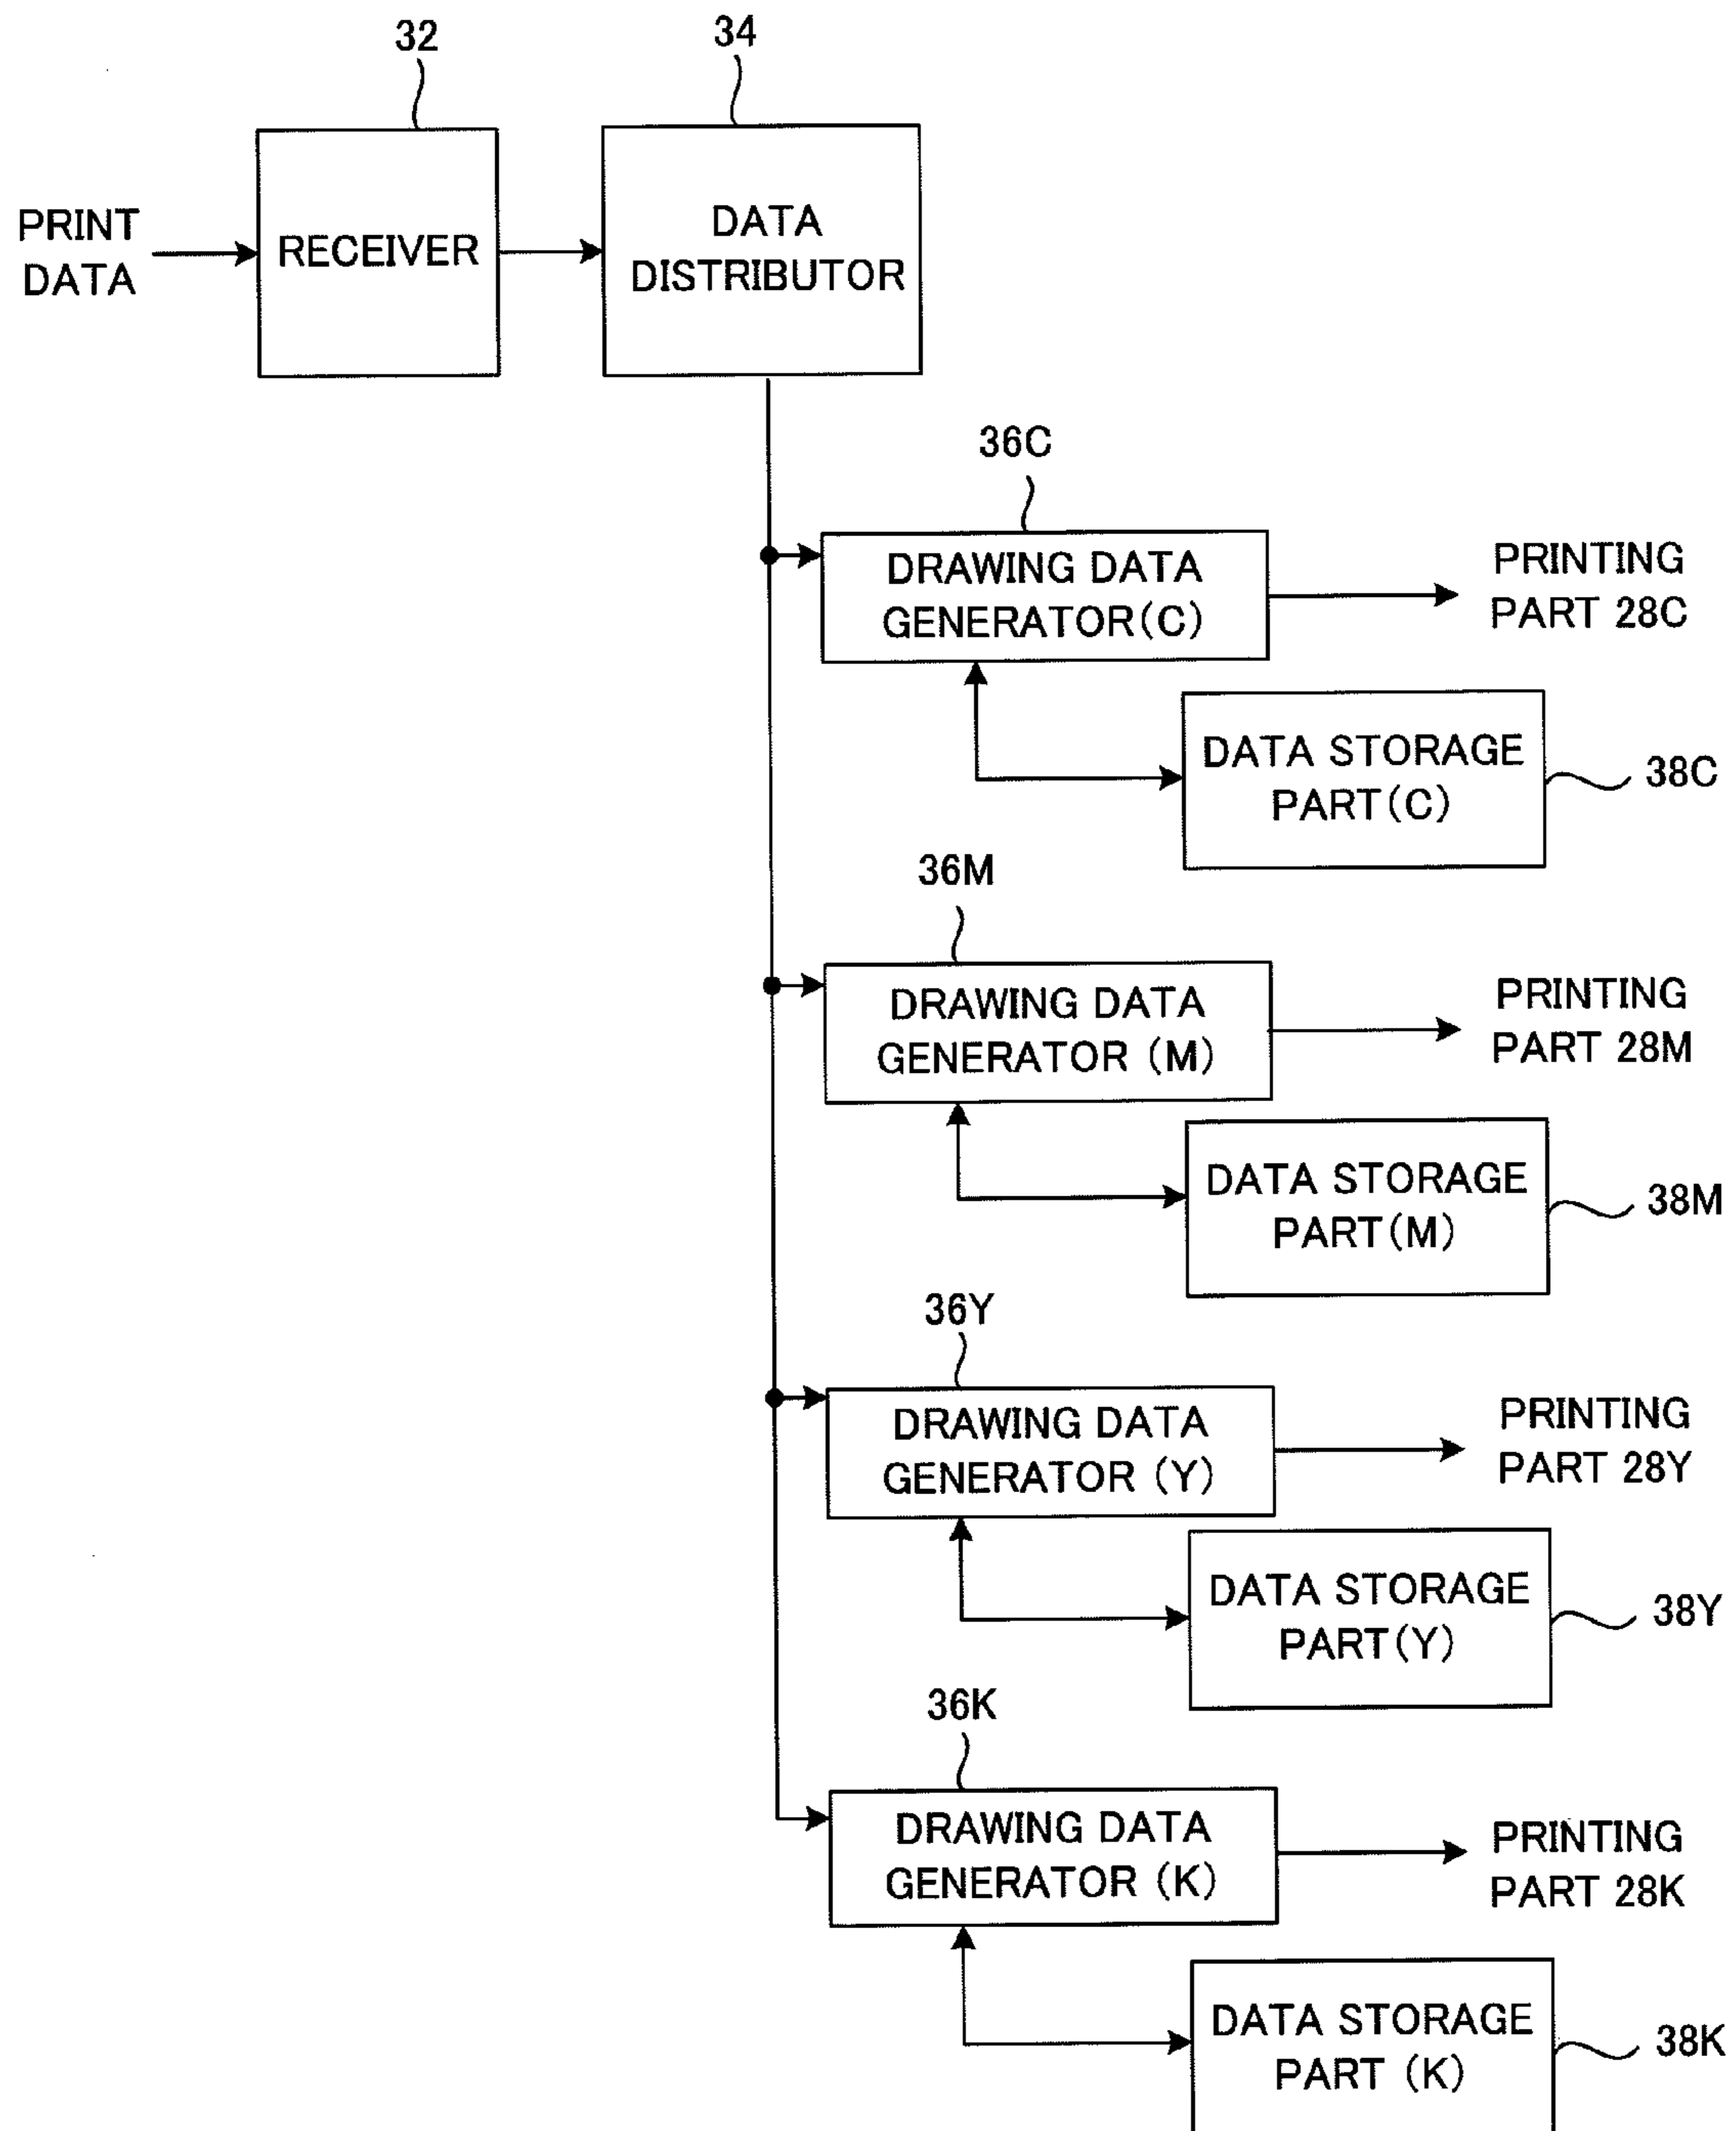 32
34
PRINT
DATA
RECEIVER
DATA
DISTRIBUTOR
36C
DRAWING DATA
GENERATOR(C)
PRINTING
PART 28C
DATA STORAGE
PART(C)
38C
36M
DRAWING DATA
GENERATOR (M)
PRINTING
PART 28M
DATA STORAGE
PART(M)
38M
36Y
DRAWING DATA
GENERATOR (Y)
PRINTING
PART 28Y
DATA STORAGE
PART(Y)
38Y
36K
DRAWING DATA
GENERATOR (K)
PRINTING
PART 28K
DATA STORAGE
PART (K)
38K